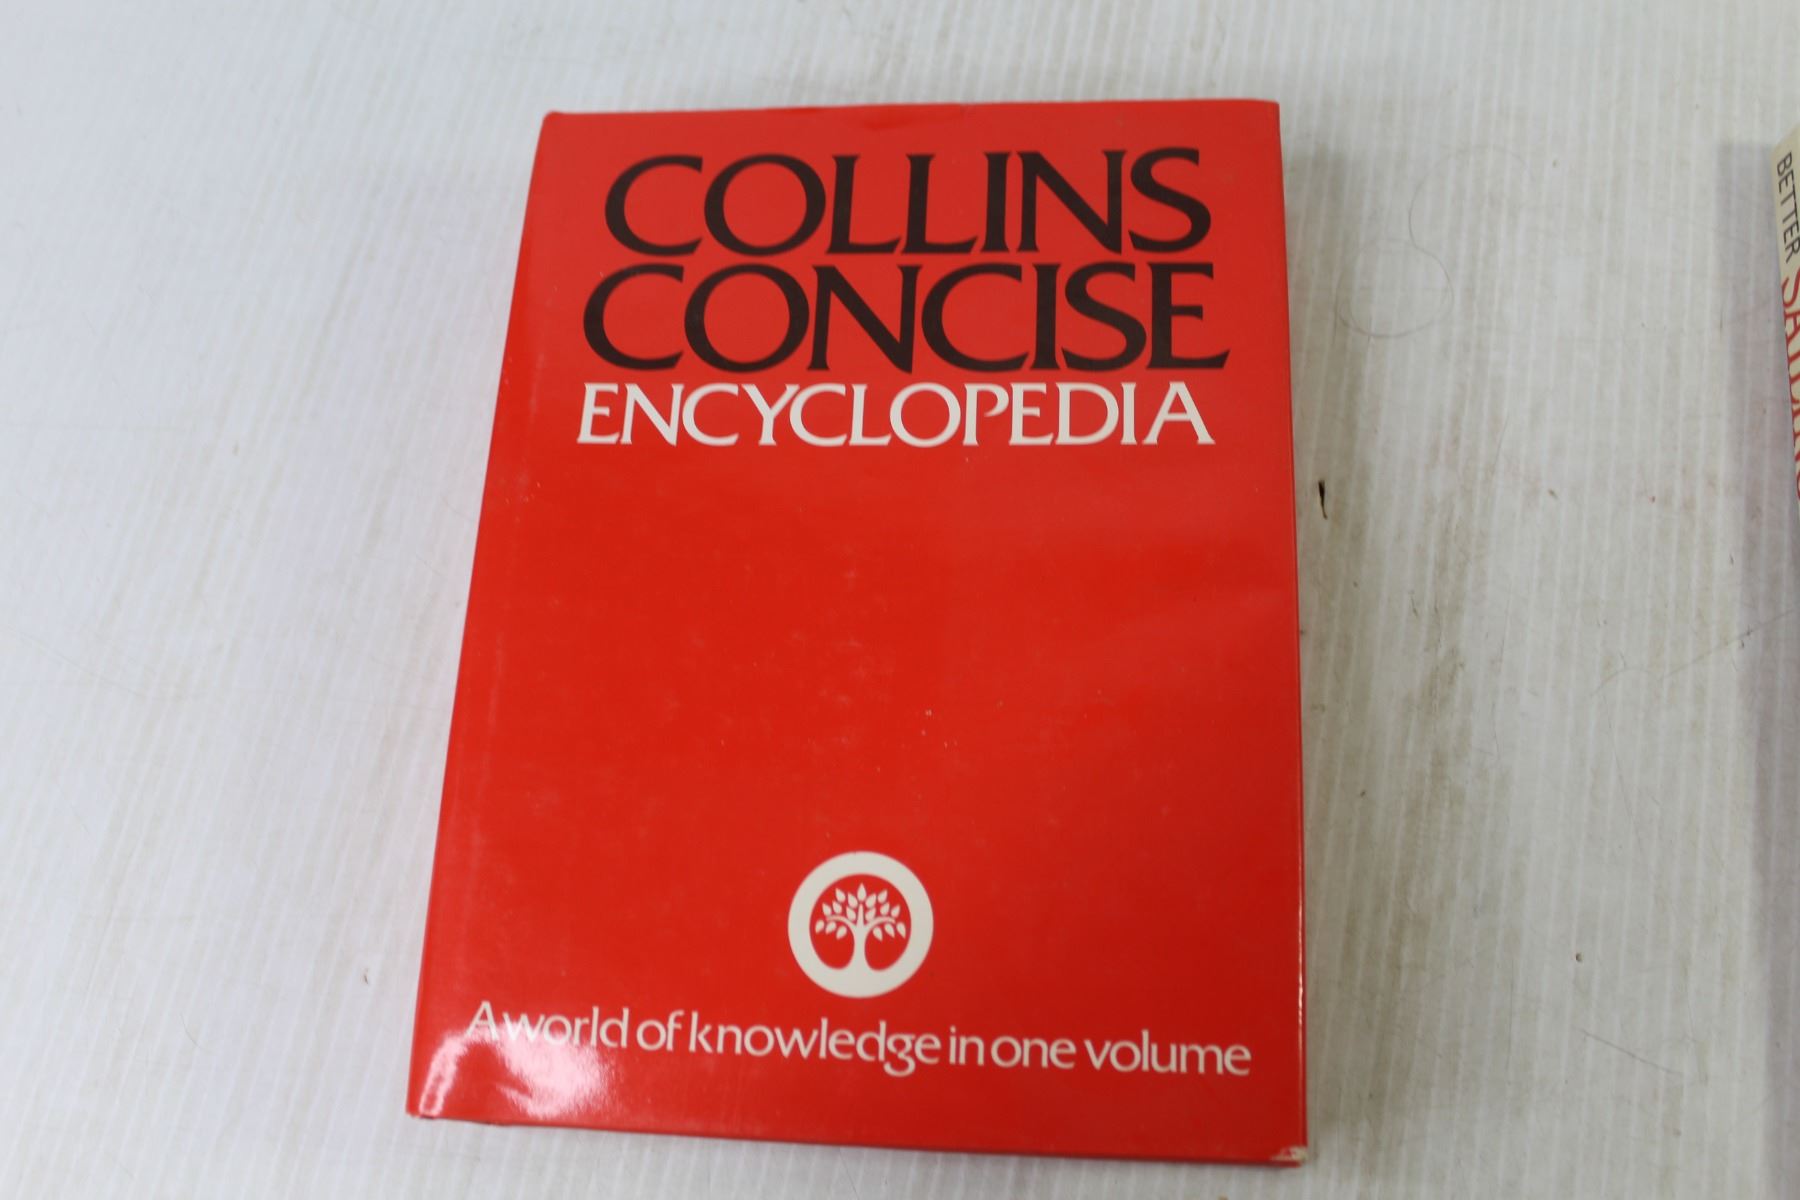 COLLINS
CONCISE
ENCYCLOPEDIA
A world of knowledge in one volume
BETTER